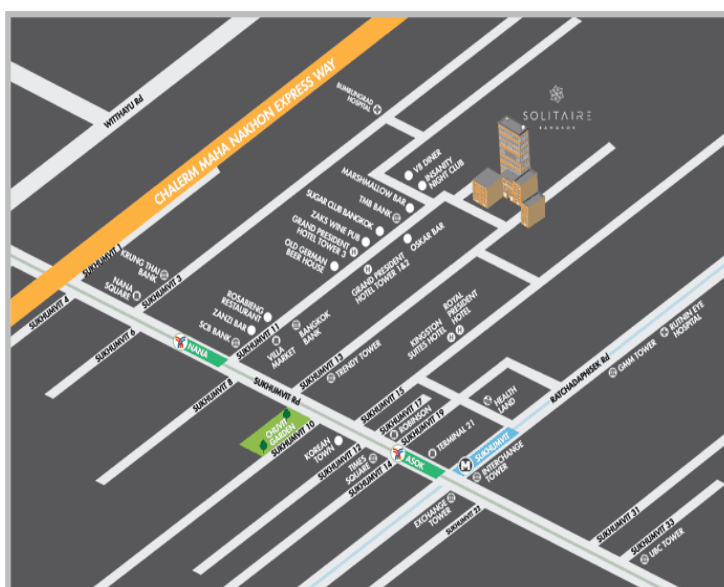 WITTHAYU Rd
CHALERM MAHA NAKHON EXPRESS WAY
BUMRUNGRAD
HOSPITAL
SOLITAIRE
BANGKOK
V8 DINER
INSANITY
NIGHT CLUB
MARSHMALLOW BAR
TMB BANK
SUGAR CLUB BANGKOK
ZAKS WINE PUB
GRAND PRESIDENT
HOTEL TOWER 3
OLD GERMAN
BEER HOUSE
OSKAR BAR
GRAND PRESIDENT
HOTEL TOWER 1&2
SUKHUMVIT 1
KRUNG THAI
BANK
NANA
SQUARE
SUKHUMVIT 3
SUKHUMVIT 4
SUKHUMVIT 6
ROSABIENG
RESTAURANT
ZANZI BAR
SCB BANK
SUKHUMVIT 11
VILLA
MARKET
BANGKOK
BANK
NANA
SUKHUMVIT 8
SUKHUMVIT Rd
SUKHUMVIT 13
TRENDY TOWER
ROYAL
PRESIDENT
HOTEL
KINGSTON
SUITES HOTEL
RUTNIN EYE
HOSPITAL
GMM TOWER
RATCHADAPHISEK Rd
CHUVIT
GARDEN
SUKHUMVIT 10
SUKHUMVIT 15
SUKHUMVIT 17
ROBINSON
SUKHUMVIT 19
HEALTH
LAND
KOREAN
TOWN
SUKHUMVIT 12
TIMES
SQUARE
SUKHUMVIT 14
ASOK
TERMINAL 21
M
SUKHUMVIT
INTERCHANGE
TOWER
EXCHANGE
TOWER
SUKHUMVIT 22
SUKHUMVIT 31
SUKHUMVIT 33
UBC TOWER